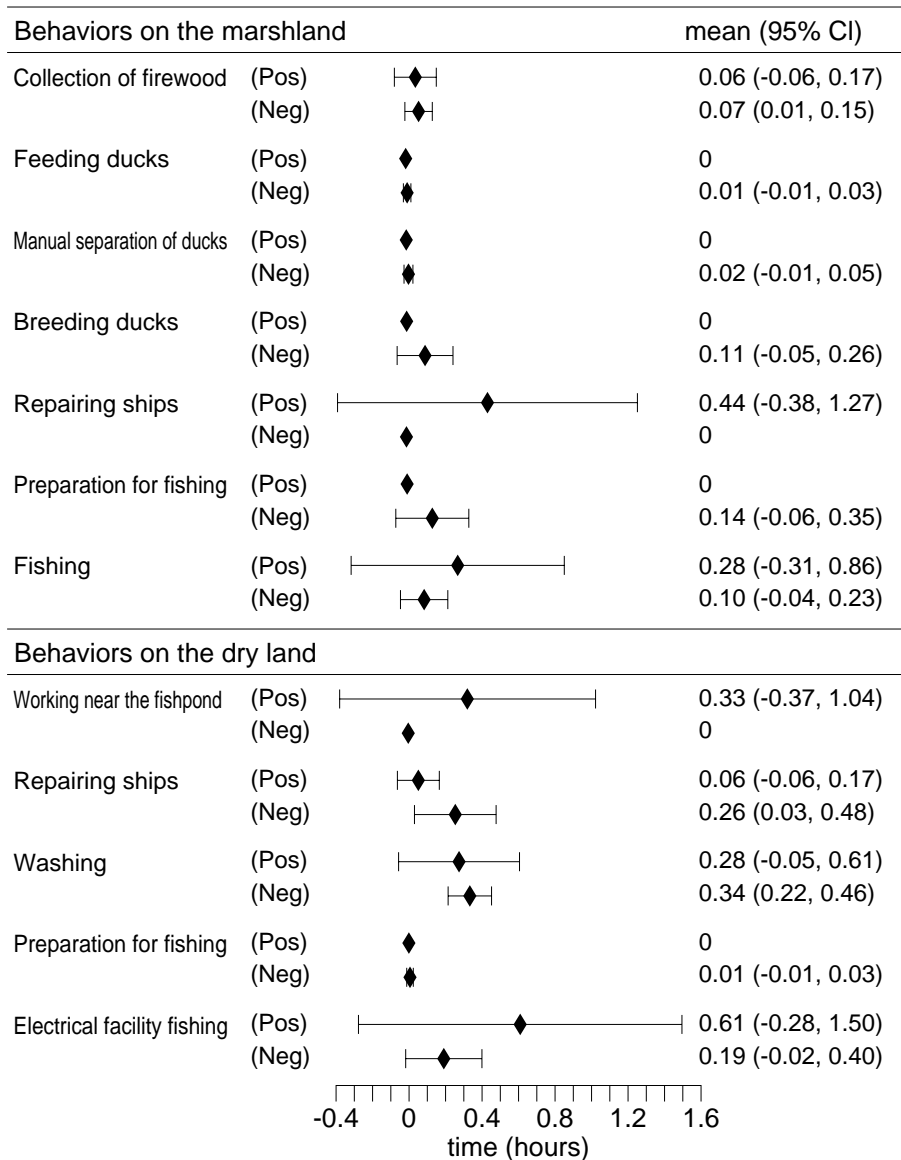 Behaviors on the marshland mean (95% CI)
Collection of firewood (Pos) 0.06 (-0.06, 0.17)
(Neg) 0.07 (0.01, 0.15)
Feeding ducks (Pos) 0
(Neg) 0.01 (-0.01, 0.03)
Manual separation of ducks (Pos) 0
(Neg) 0.02 (-0.01, 0.05)
Breeding ducks (Pos) 0
(Neg) 0.11 (-0.05, 0.26)
Repairing ships (Pos) 0.44 (-0.38, 1.27)
(Neg) 0
Preparation for fishing (Pos) 0
(Neg) 0.14 (-0.06, 0.35)
Fishing (Pos) 0.28 (-0.31, 0.86)
(Neg) 0.10 (-0.04, 0.23)
Behaviors on the dry land
Working near the fishpond (Pos) 0.33 (-0.37, 1.04)
(Neg) 0
Repairing ships (Pos) 0.06 (-0.06, 0.17)
(Neg) 0.26 (0.03, 0.48)
Washing (Pos) 0.28 (-0.05, 0.61)
(Neg) 0.34 (0.22, 0.46)
Preparation for fishing (Pos) 0
(Neg) 0.01 (-0.01, 0.03)
Electrical facility fishing (Pos) 0.61 (-0.28, 1.50)
(Neg) 0.19 (-0.02, 0.40)
-0.4 0 0.4 0.8 1.2 1.6
time (hours)